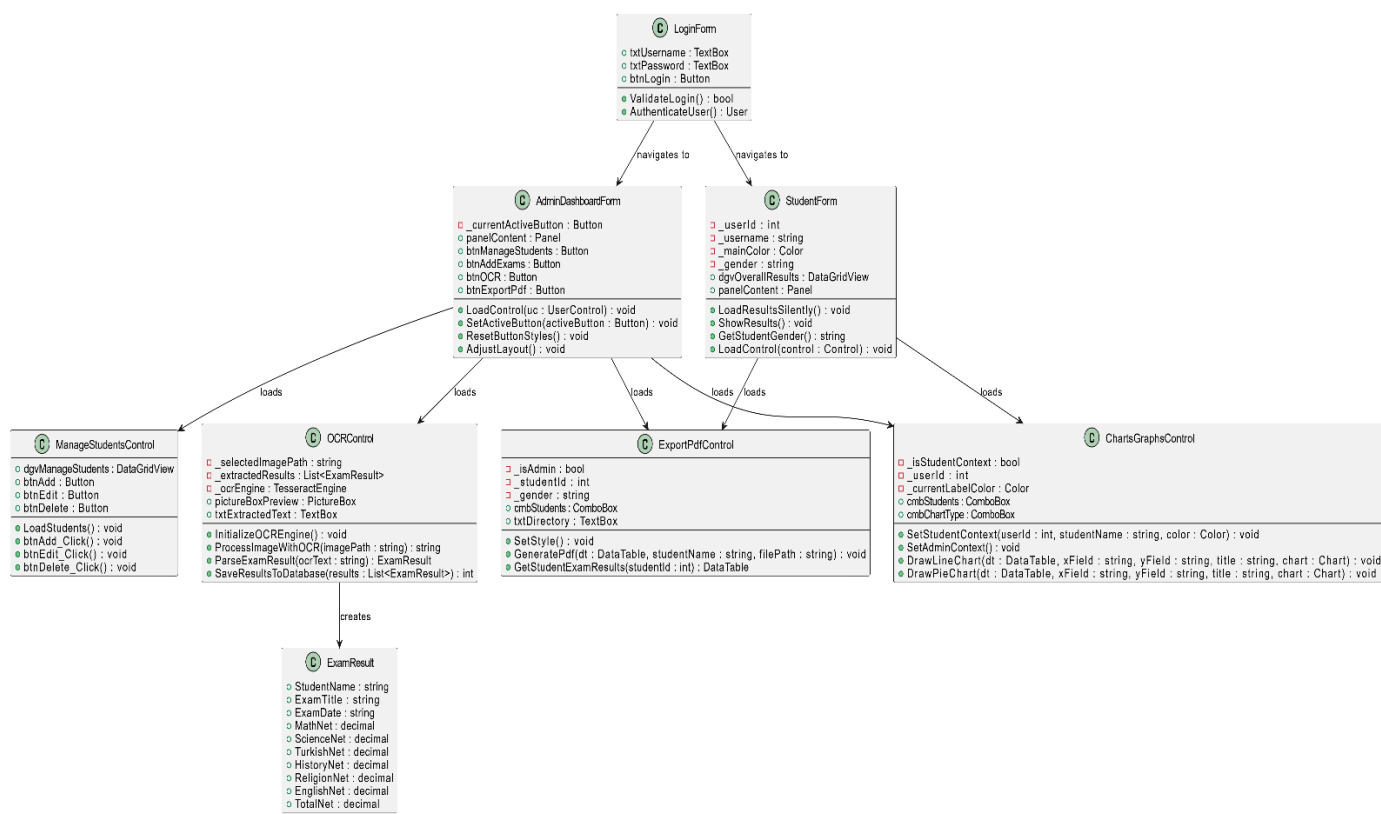 C LoginForm
txtUsername : TextBox
txtPassword : TextBox
btnLogin : Button
ValidateLogin() : bool
AuthenticateUser() : User
navigates to
navigates to
C AdminDashboardForm
_currentActiveButton : Button
panelContent : Panel
btnManageStudents : Button
btnAddExams : Button
btnOCR : Button
btnExportPdf : Button
LoadControl(uc : UserControl) : void
SetActiveButton(activeButton : Button) : void
ResetButtonStyles() : void
AdjustLayout() : void
C StudentForm
_userId : int
_username : string
_mainColor : Color
_gender : string
dgvOverallResults : DataGridView
panelContent : Panel
LoadResultsSilently() : void
ShowResults() : void
GetStudentGender() : string
LoadControl(control : Control) : void
loads
loads
loads
loads
loads
loads
C ManageStudentsControl
dgvManageStudents : DataGridView
btnAdd : Button
btnEdit : Button
btnDelete : Button
LoadStudents() : void
btnAdd_Click() : void
btnEdit_Click() : void
btnDelete_Click() : void
C OCRControl
_selectedImagePath : string
_extractedResults : List<ExamResult>
_ocrEngine : TesseractEngine
pictureBoxPreview : PictureBox
txtExtractedText : TextBox
InitializeOCREngine() : void
ProcessImageWithOCR(imagePath : string) : string
ParseExamResult(ocrText : string) : ExamResult
SaveResultsToDatabase(results : List<ExamResult>) : int
C ExportPdfControl
_isAdmin : bool
_studentId : int
_gender : string
cmbStudents : ComboBox
txtDirectory : TextBox
SetStyle() : void
GeneratePdf(dt : DataTable, studentName : string, filePath : string) : void
GetStudentExamResults(studentId : int) : DataTable
C ChartsGraphsControl
_isStudentContext : bool
_userId : int
_currentLabelColor : Color
cmbStudents : ComboBox
cmbChartType : ComboBox
SetStudentContext(userId : int, studentName : string, color : Color) : void
SetAdminContext() : void
DrawLineChart(dt : DataTable, xField : string, yField : string, title : string, chart : Chart) : void
DrawPieChart(dt : DataTable, xField : string, yField : string, title : string, chart : Chart) : void
creates
C ExamResult
StudentName : string
ExamTitle : string
ExamDate : string
MathNet : decimal
ScienceNet : decimal
TurkishNet : decimal
HistoryNet : decimal
ReligionNet : decimal
EnglishNet : decimal
TotalNet : decimal